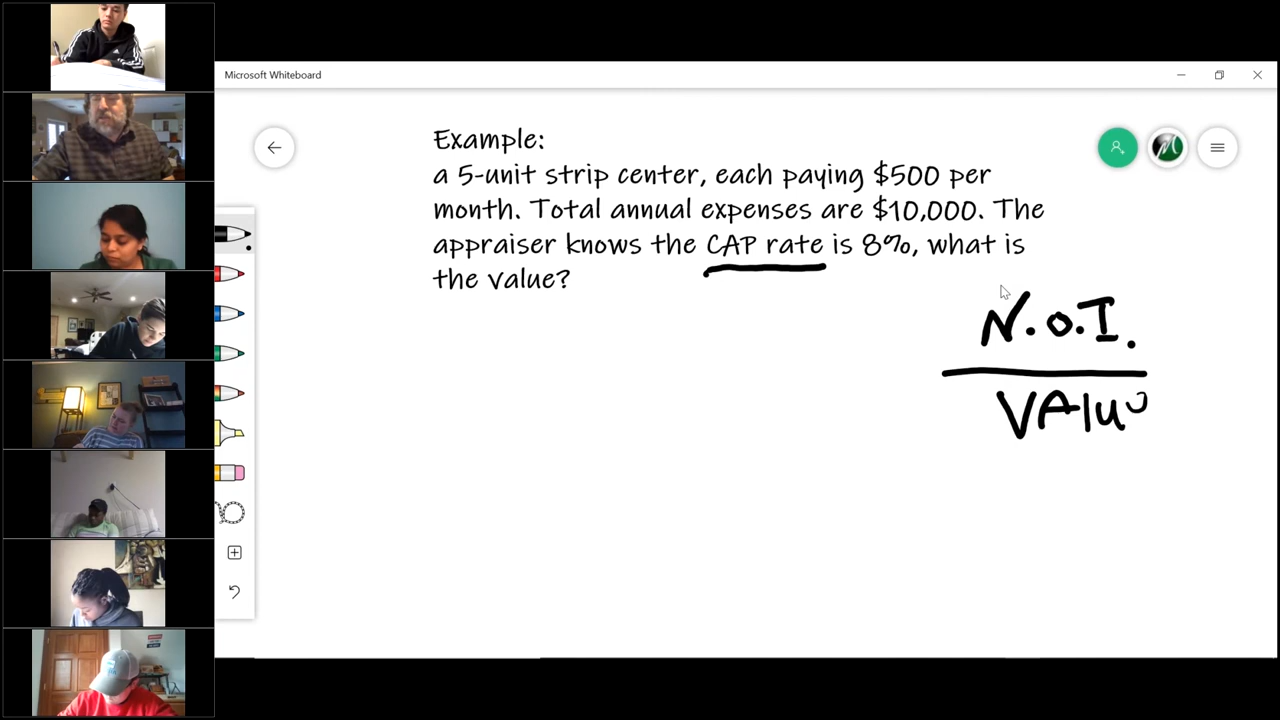 Microsoft Whiteboard
Example:
a 5-unit strip center, each paying $500 per
month. Total annual expenses are $10,000. The
appraiser knows the CAP rate is 8%, what is
the value?
N.O.I.
VAlue